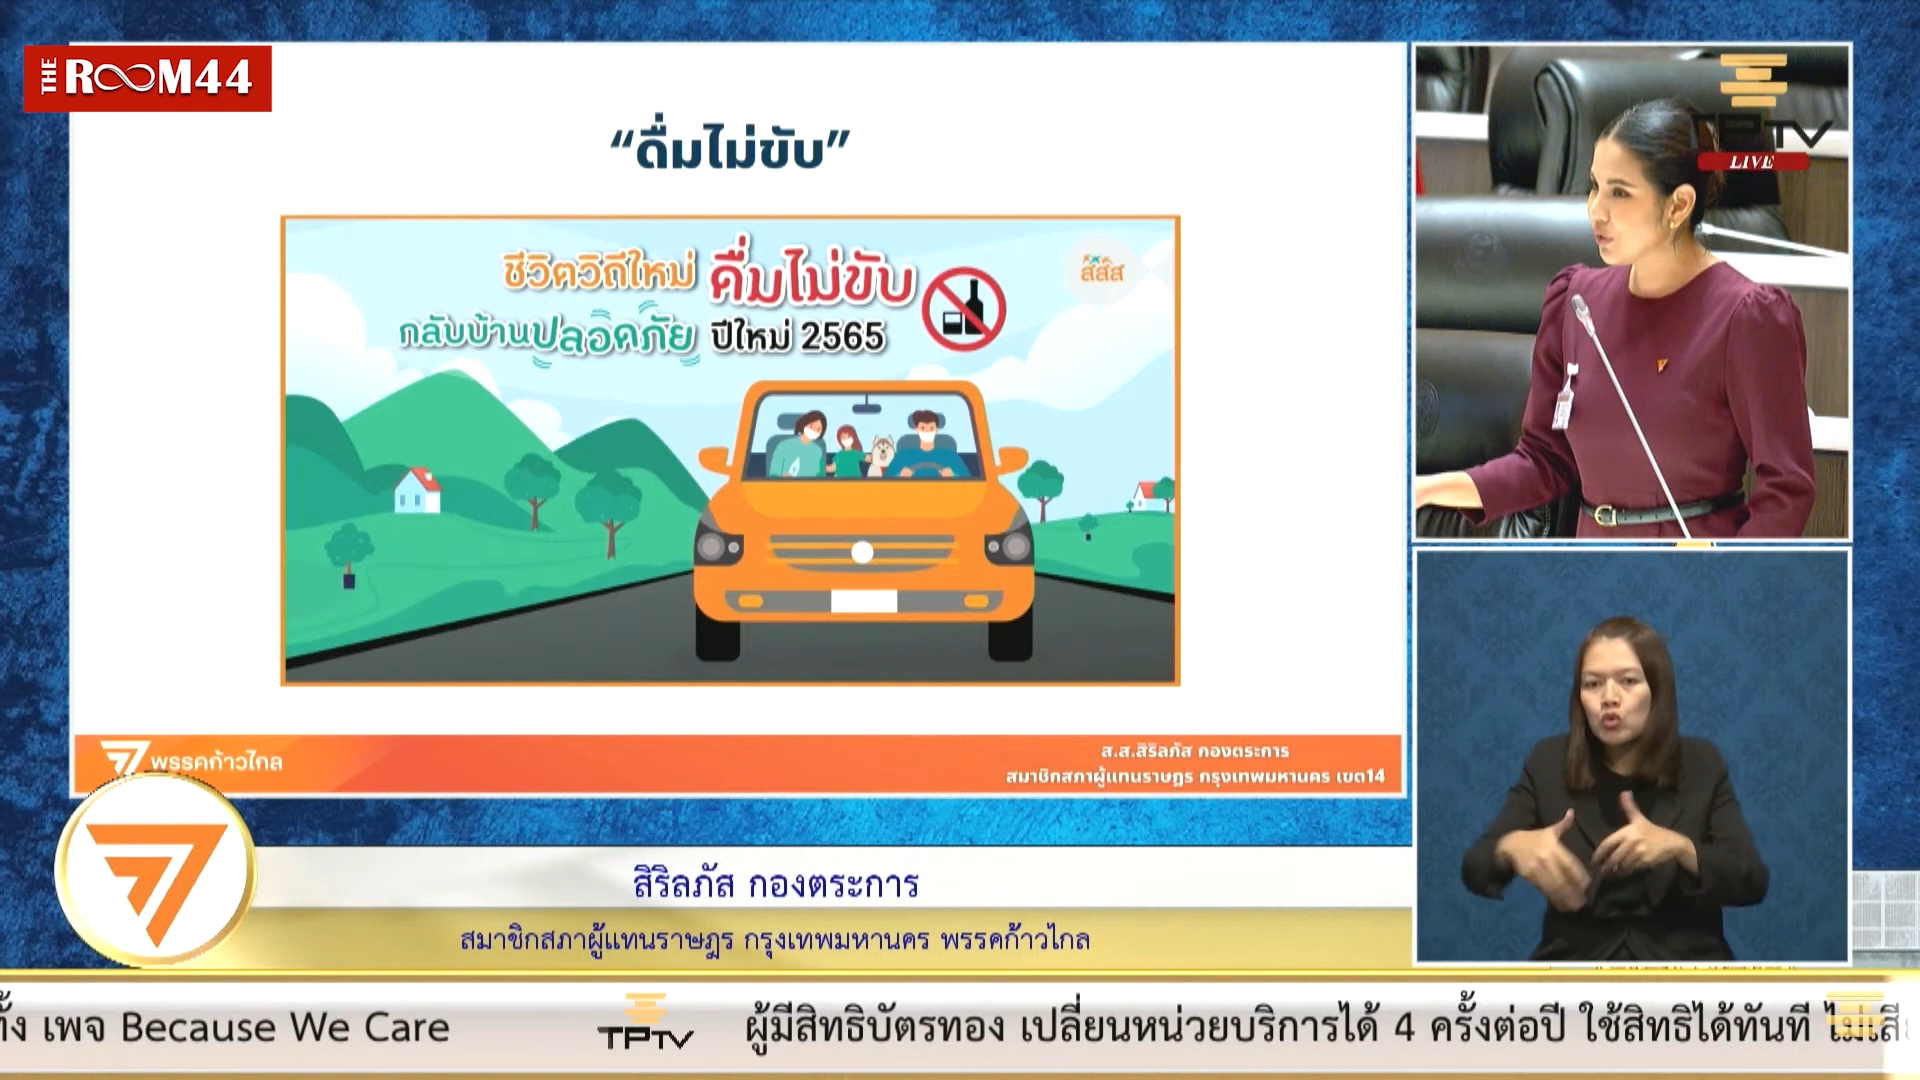 THE ROOM44
“ดื่มไม่ขับ”
ชีวิตวิถีใหม่ ดื่มไม่ขับ
กลับบ้านปลอดภัย ปีใหม่ 2565
สสส
พรรคก้าวไกล
ส.ส.สิริลภัส กองตระการ
สมาชิกสภาผู้แทนราษฎร กรุงเทพมหานคร เขต14
TPTV
LIVE
สิริลภัส กองตระการ
สมาชิกสภาผู้แทนราษฎร กรุงเทพมหานคร พรรคก้าวไกล
เพจ Because We Care TPTV ผู้มีสิทธิบัตรทอง เปลี่ยนหน่วยบริการได้ 4 ครั้งต่อปี ใช้สิทธิได้ทันที